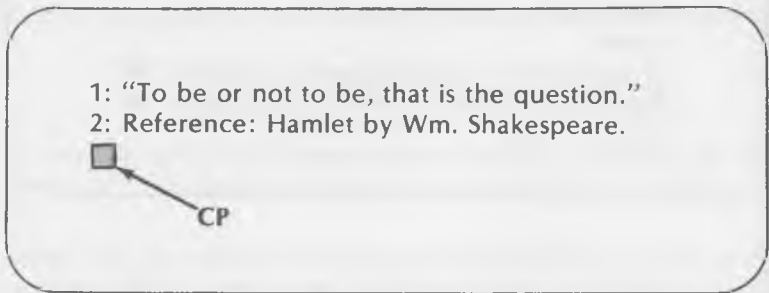 1: “To be or not to be, that is the question.”
2: Reference: Hamlet by Wm. Shakespeare.
CP